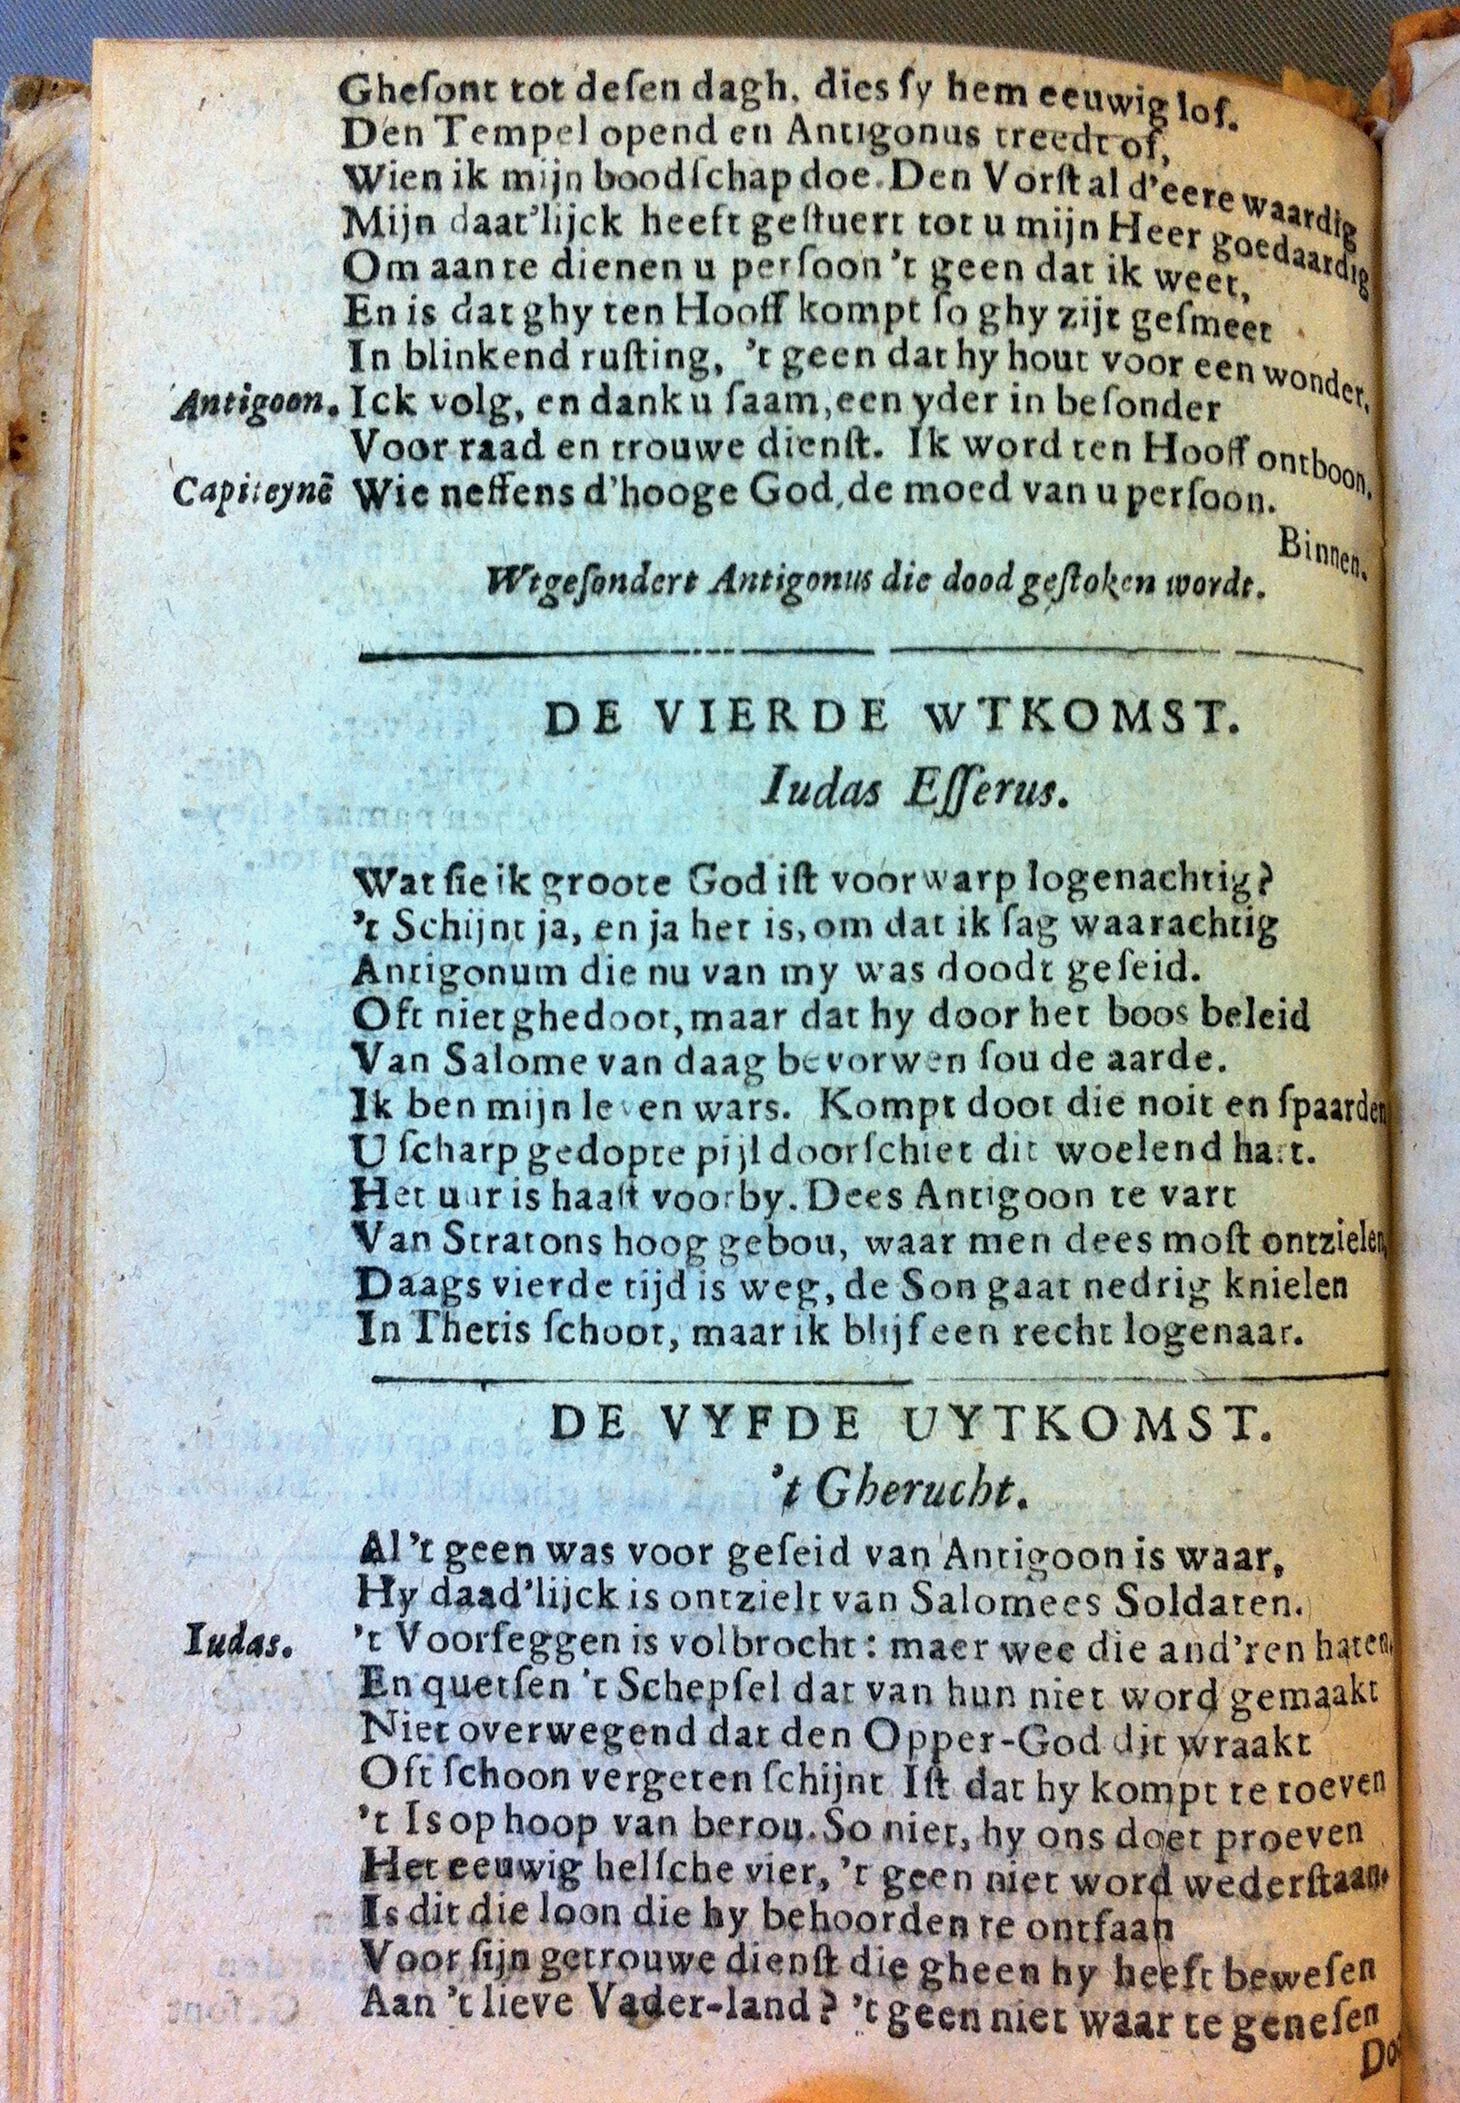 Gheſont tot deſen dagh, dies ſy hem eeuwig lof.
Den Tempel opend en Antigonus treedt of,
Wien ik mijn boodſchap doe. Den Vorſt al d'eere waardig
Mijn daat'lijck heeft geſtuert tot u mijn Heer goedaardig
Om aan te dienen u perſoon 't geen dat ik weet,
En is dat ghy ten Hooff kompt ſo ghy zijt geſmeet
In blinkend ruſting, 't geen dat hy hout voor een wonder.
Antigoon. Ick volg, en dank u ſaam, een yder in beſonder
Voor raad en trouwe dienſt. Ik word ten Hooff ontboon.
Capiteynē Wie neffens d'hooge God, de moed van u perſoon.
Binnen.
Wtgeſondert Antigonus die dood geſtoken wordt.
DE VIERDE WTKOMST.
Iudas Eſſerus.
Wat ſie ik groote God iſt voorwarp logenachtig?
't Schijnt ja, en ja het is, om dat ik ſag waarachtig
Antigonum die nu van my was doodt geſeid.
Oft niet ghedoot, maar dat hy door het boos beleid
Van Salome van daag bevorwen ſou de aarde.
Ik ben mijn leven wars. Kompt doot die noit en ſpaarden
U ſcharp gedopte pijl doorſchiet dit woelend hart.
Het uur is haaſt voorby. Dees Antigoon te vart
Van Stratons hoog gebou, waar men dees moſt ontzielen,
Daags vierde tijd is weg, de Son gaat nedrig knielen
In Thetis ſchoot, maar ik blijf een recht logenaar.
DE VYFDE UYTKOMST.
't Gherucht.
Al 't geen was voor geſeid van Antigoon is waar,
Hy daad'lijck is ontzielt van Salomees Soldaten.
Iudas. 't Voorſeggen is volbrocht: maer wee die and'ren haten,
En quetſen 't Schepſel dat van hun niet word gemaakt
Niet overwegend dat den Opper-God dit wraakt
Oft ſchoon vergeten ſchijnt Iſt dat hy kompt te toeven
't Is op hoop van berou. So niet, hy ons doet proeven
Het eeuwig helſche vier, 't geen niet word wederſtaan.
Is dit die loon die hy behoorden te ontfaan
Voor ſijn getrouwe dienſt die gheen hy heeft beweſen
Aan 't lieve Vader-land? 't geen niet waar te geneſen